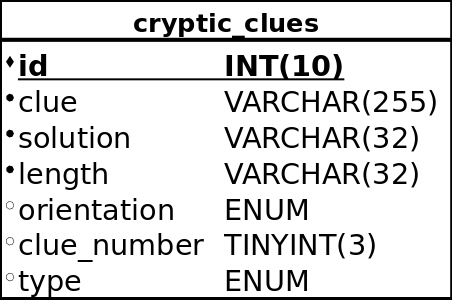 cryptic_clues
id INT(10)
clue VARCHAR(255)
solution VARCHAR(32)
length VARCHAR(32)
orientation ENUM
clue_number TINYINT(3)
type ENUM